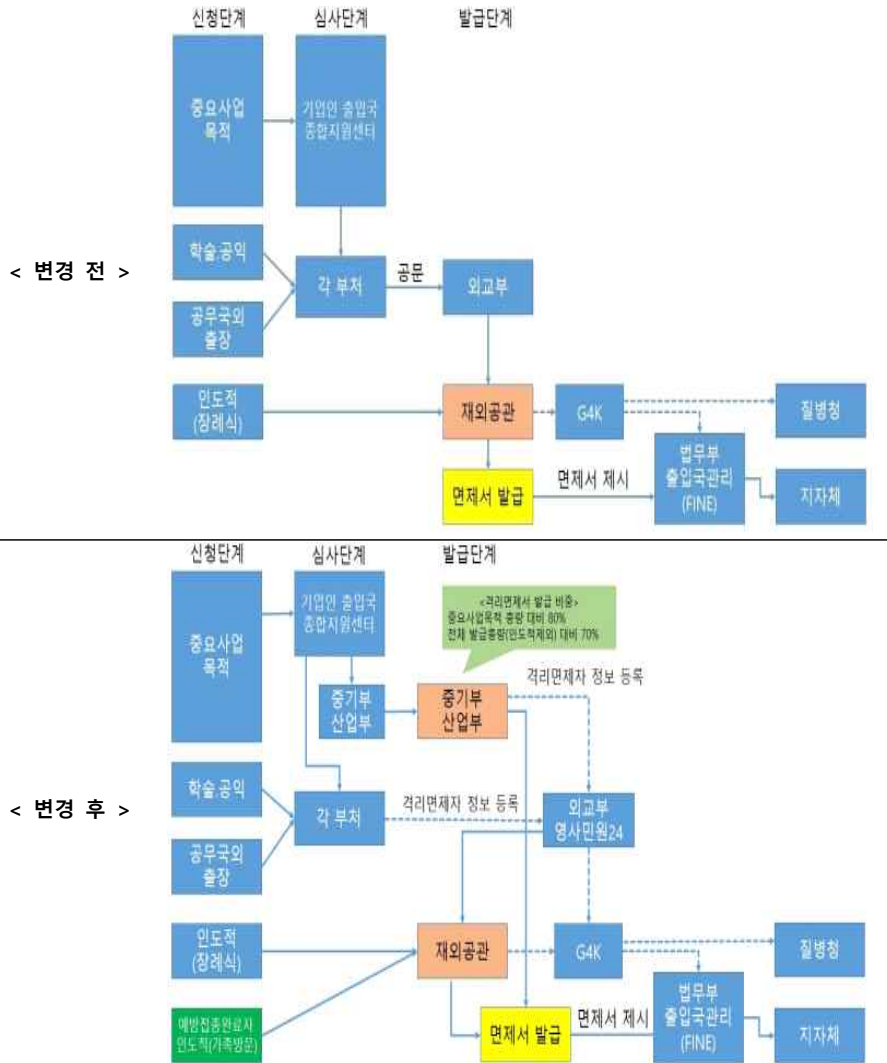 신청단계
심사단계
발급단계
중요사업
목적
기업인 출입국
종합지원센터
< 변경 전 >
학술.공익
각 부처
공문
외교부
공무국외
출장
인도적
(장례식)
재외공관
G4K
질병청
법무부
출입국관리
(FINE)
면제서 발급
면제서 제시
지자체
신청단계
심사단계
발급단계
중요사업
목적
기업인 출입국
종합지원센터
<격리면제서 발급 비중>
중요사업목적 총량 대비 80%
전체 발급총량(인도적제외) 대비 70%
중기부
산업부
중기부
산업부
격리면제자 정보 등록
< 변경 후 >
학술.공익
각 부처
격리면제자 정보 등록
외교부
영사민원24
공무국외
출장
인도적
(장례식)
재외공관
G4K
질병청
예방접종완료자
인도적(가족방문)
면제서 발급
면제서 제시
법무부
출입국관리
(FINE)
지자체